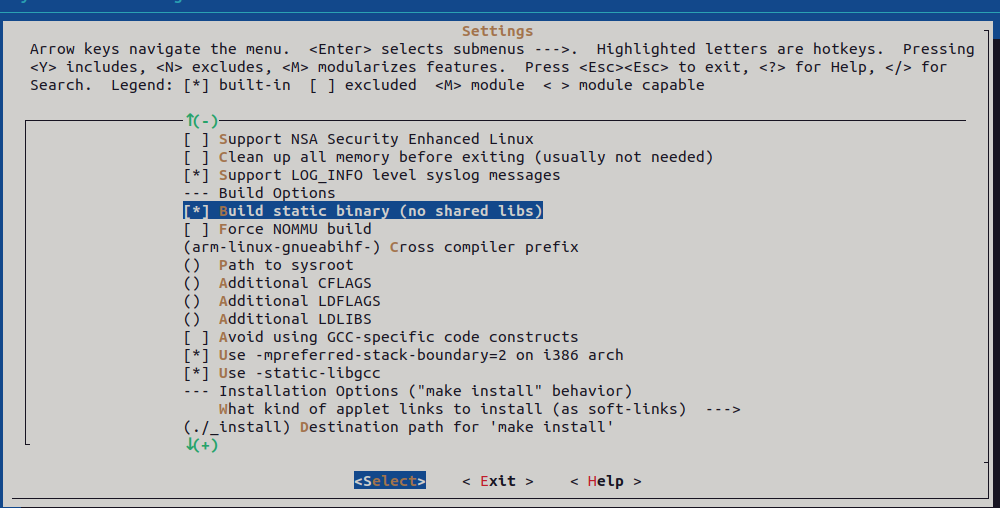 Settings
Arrow keys navigate the menu.  <Enter> selects submenus --->.  Highlighted letters are hotkeys.  Pressing
<Y> includes, <N> excludes, <M> modularizes features.  Press <Esc><Esc> to exit, <?> for Help, </> for
Search.  Legend: [*] built-in  [ ] excluded  <M> module  < > module capable
↑(-)
[ ] Support NSA Security Enhanced Linux
[ ] Clean up all memory before exiting (usually not needed)
[*] Support LOG_INFO level syslog messages
--- Build Options
[*] Build static binary (no shared libs)
[ ] Force NOMMU build
(arm-linux-gnueabihf-) Cross compiler prefix
()  Path to sysroot
()  Additional CFLAGS
()  Additional LDFLAGS
()  Additional LDLIBS
[ ] Avoid using GCC-specific code constructs
[*] Use -mpreferred-stack-boundary=2 on i386 arch
[*] Use -static-libgcc
--- Installation Options ("make install" behavior)
    What kind of applet links to install (as soft-links)  --->
(./_install) Destination path for 'make install'
↓(+)
<Select>    < Exit >    < Help >